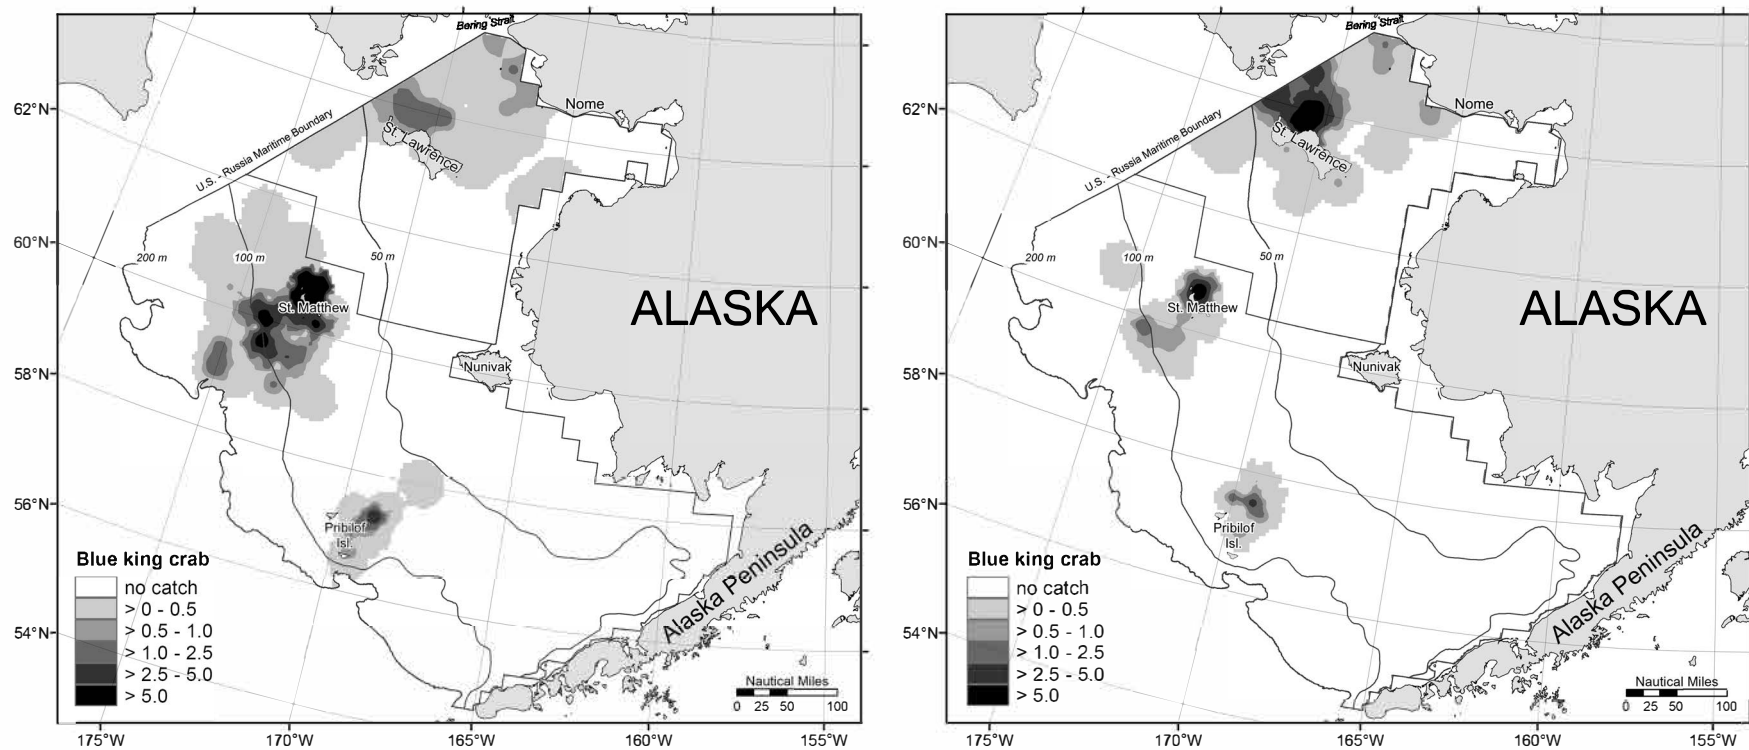 Bering Strait
62°N
Nome
St. Lawrence
U.S. - Russia Maritime Boundary
60°N
200 m
100 m
50 m
St. Matthew
ALASKA
58°N
Nunivak
56°N
Pribilof
Isl.
Blue king crab
no catch
> 0 - 0.5
> 0.5 - 1.0
> 1.0 - 2.5
> 2.5 - 5.0
> 5.0
54°N
Alaska Peninsula
Nautical Miles
0 25 50 100
175°W 170°W 165°W 160°W 155°W
Bering Strait
62°N
Nome
St. Lawrence
U.S. - Russia Maritime Boundary
60°N
200 m
100 m
50 m
St. Matthew
ALASKA
58°N
Nunivak
56°N
Pribilof
Isl.
Blue king crab
no catch
> 0 - 0.5
> 0.5 - 1.0
> 1.0 - 2.5
> 2.5 - 5.0
> 5.0
54°N
Alaska Peninsula
Nautical Miles
0 25 50 100
175°W 170°W 165°W 160°W 155°W